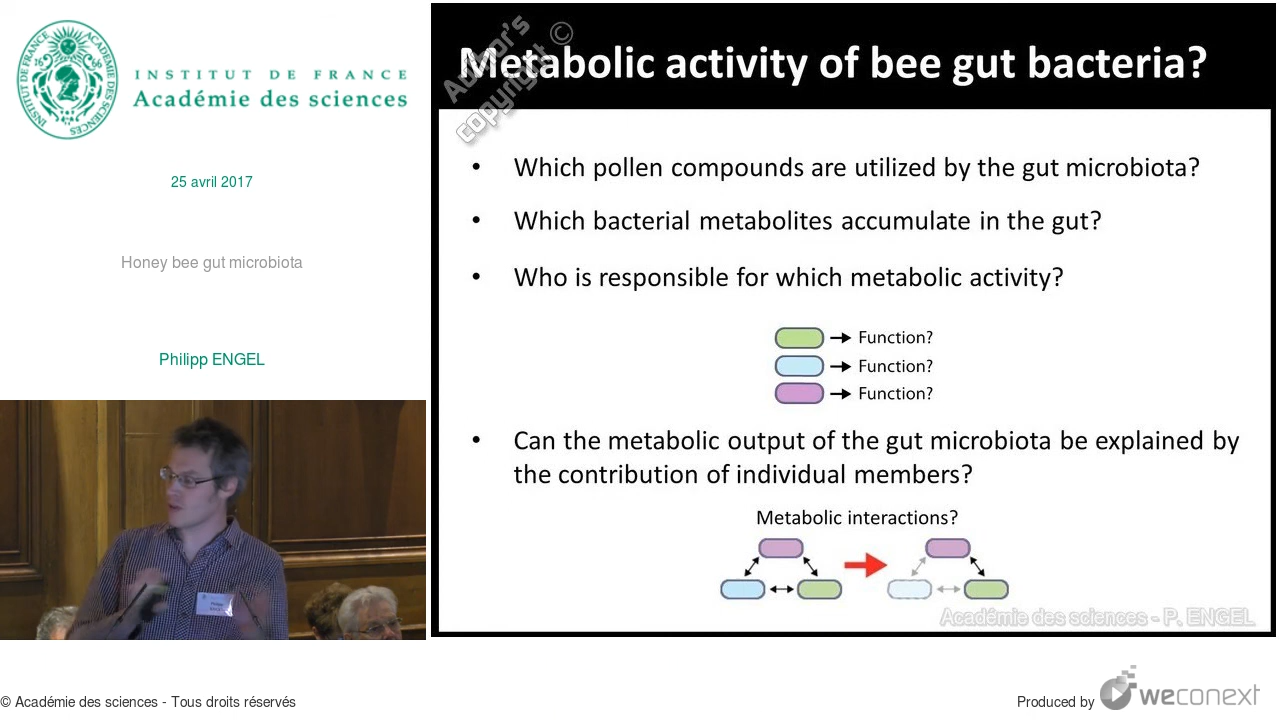 INSTITUT DE FRANCE
Académie des sciences
25 avril 2017
Honey bee gut microbiota
Philipp ENGEL
Author's copyright ©
Metabolic activity of bee gut bacteria?
• Which pollen compounds are utilized by the gut microbiota?
• Which bacterial metabolites accumulate in the gut?
• Who is responsible for which metabolic activity?
Function?
Function?
Function?
• Can the metabolic output of the gut microbiota be explained by
the contribution of individual members?
Metabolic interactions?
Académie des sciences - P. ENGEL
© Académie des sciences - Tous droits réservés
Produced by weconext